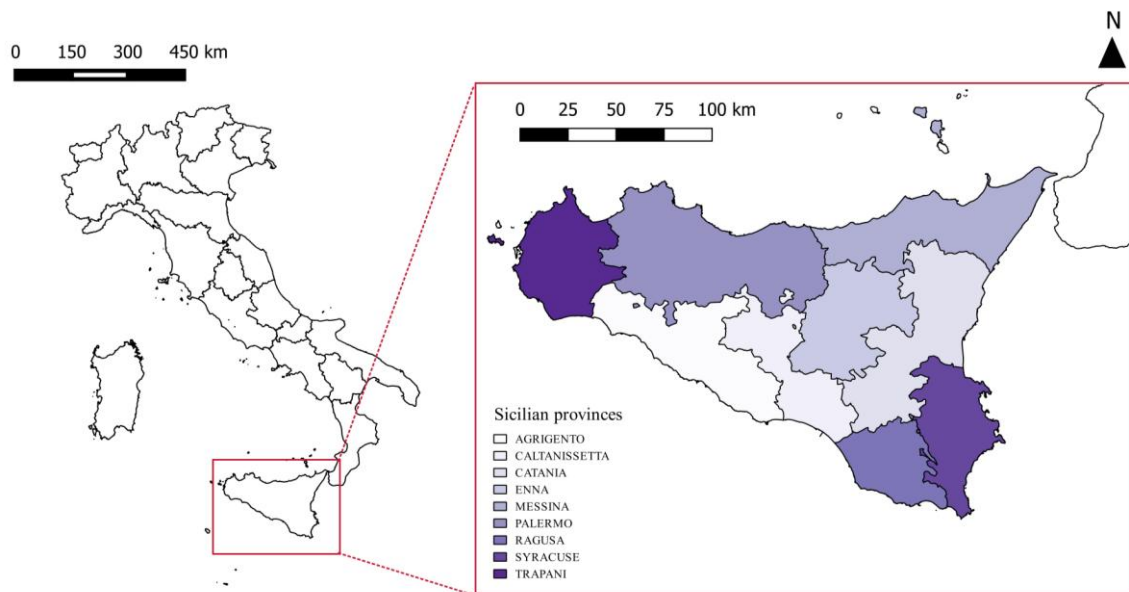 N
0 150 300 450 km
0 25 50 75 100 km
Sicilian provinces
AGRIGENTO
CALTANISSETTA
CATANIA
ENNA
MESSINA
PALERMO
RAGUSA
SYRACUSE
TRAPANI